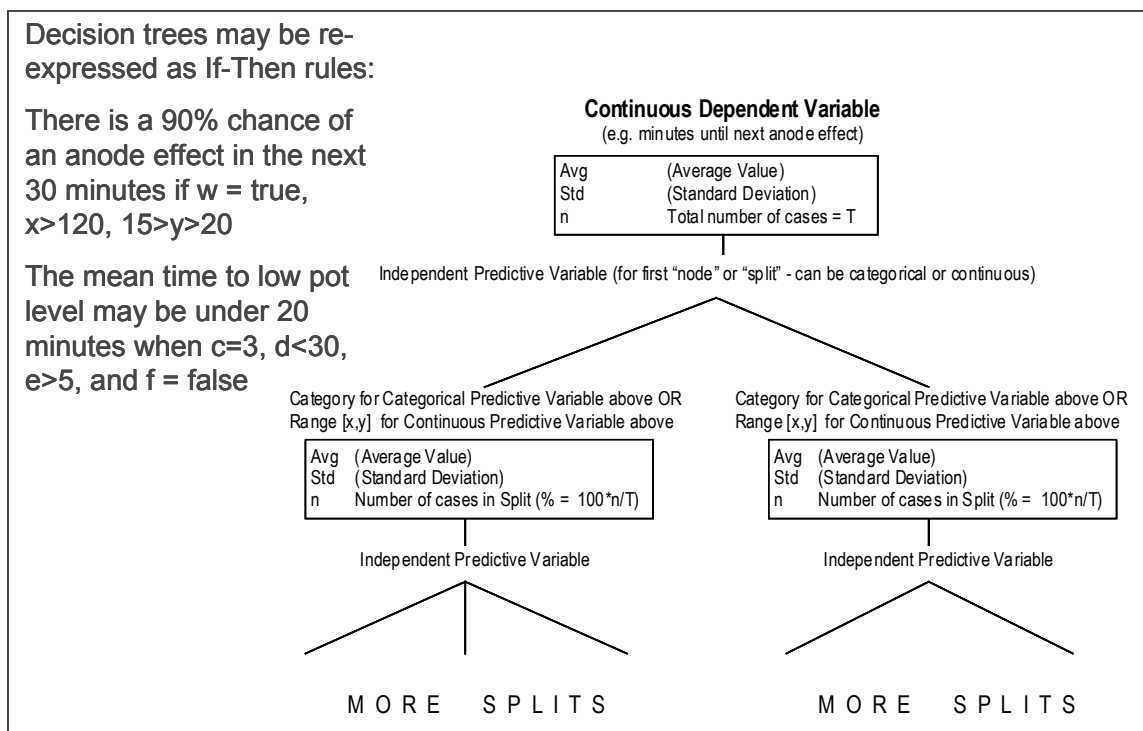 Decision trees may be re-
expressed as If-Then rules:
There is a 90% chance of
an anode effect in the next
30 minutes if w = true,
x>120, 15>y>20
The mean time to low pot
level may be under 20
minutes when c=3, d<30,
e>5, and f = false
Continuous Dependent Variable
(e.g. minutes until next anode effect)
Avg (Average Value)
Std (Standard Deviation)
n Total number of cases = T
Independent Predictive Variable (for first “node” or “split” - can be categorical or continuous)
Category for Categorical Predictive Variable above OR
Range [x,y] for Continuous Predictive Variable above
Avg (Average Value)
Std (Standard Deviation)
n Number of cases in Split (% = 100*n/T)
Independent Predictive Variable
MORE SPLITS
Category for Categorical Predictive Variable above OR
Range [x,y] for Continuous Predictive Variable above
Avg (Average Value)
Std (Standard Deviation)
n Number of cases in Split (% = 100*n/T)
Independent Predictive Variable
MORE SPLITS